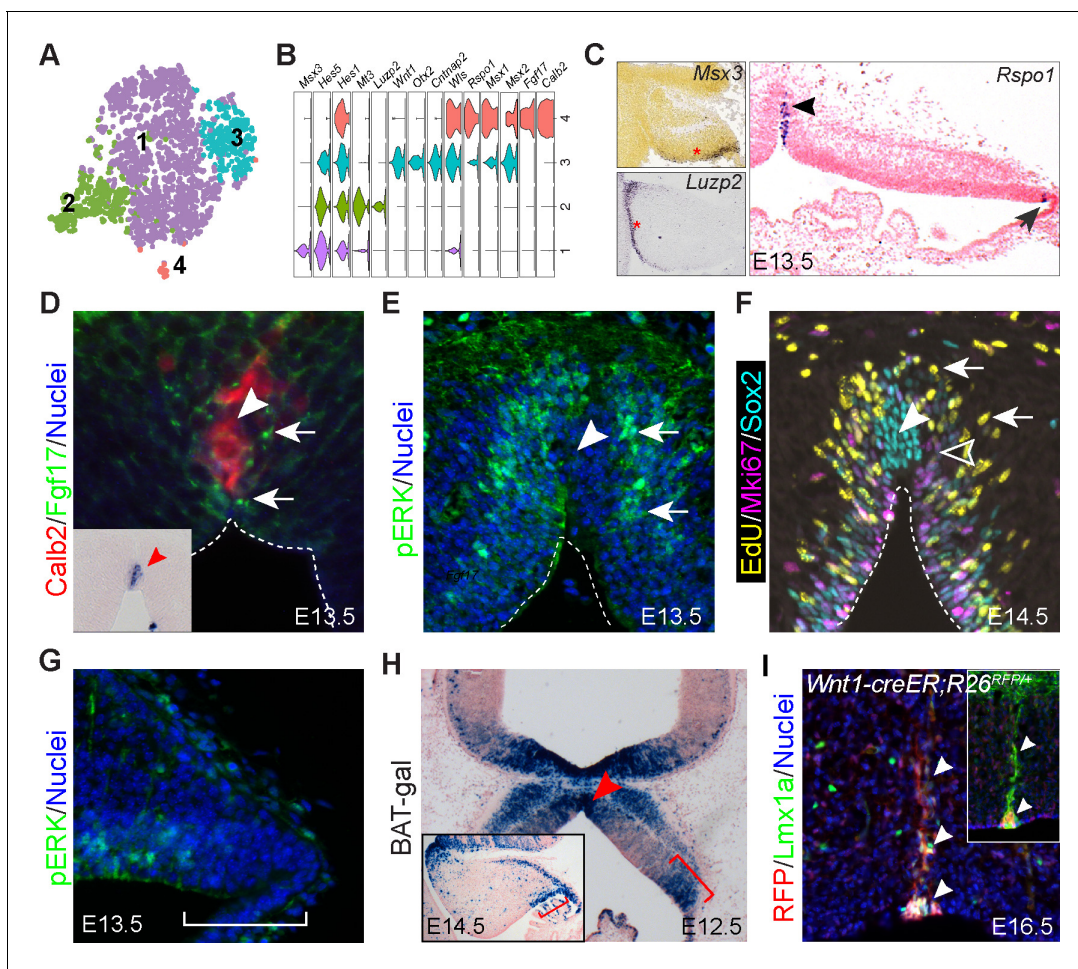 A
1
2
3
4
B
Msx3
Hes5
Hes1
Mt3
Luzp2
Wnt1
Otx2
Cntnap2
Wls
Rspo1
Msx1
Msx2
Fgf17
Calb2
4
3
2
1
C
Msx3
*
Luzp2
*
Rspo1
E13.5
D
Calb2/Fgf17/Nuclei
E13.5
E
pERK/Nuclei
Fgf17
E13.5
F
EdU/Mki67/Sox2
E14.5
G
pERK/Nuclei
E13.5
H
BAT-gal
E14.5
E12.5
I
Wnt1-creER;R26RFP/+
RFP/Lmx1a/Nuclei
E16.5